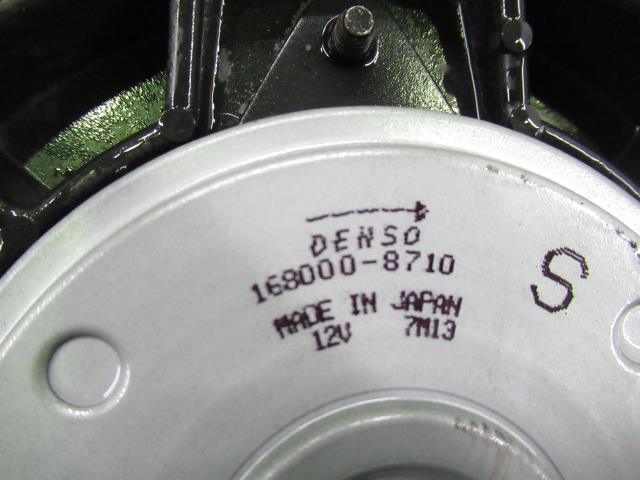 DENSO
168000-8710
S
MADE IN JAPAN
12V 7M13